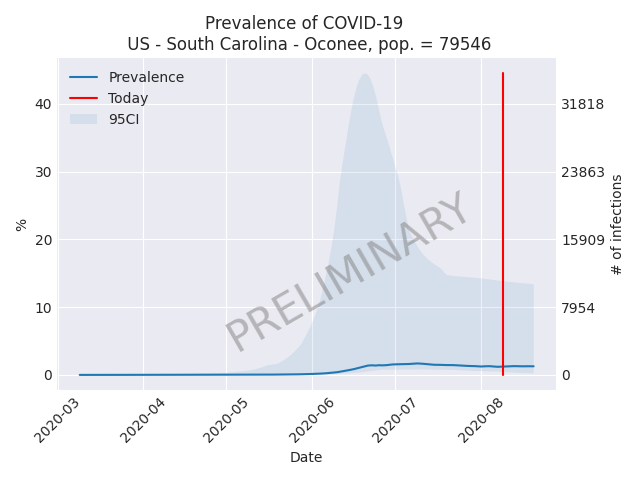 Prevalence of COVID-19
US - South Carolina - Oconee, pop. = 79546
Prevalence
Today
95CI
%
40
30
20
10
0
31818
23863
15909
7954
0
# of infections
PRELIMINARY
2020-03
2020-04
2020-05
2020-06
2020-07
2020-08
Date